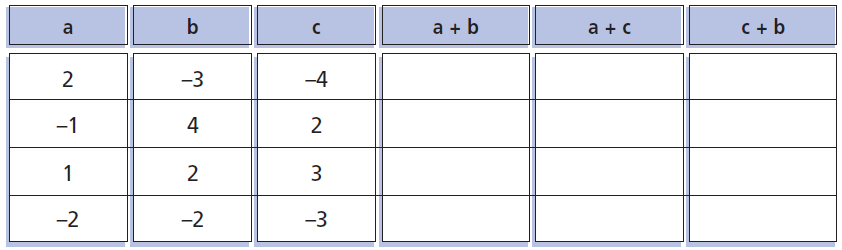 a b c a + b a + c c + b
2 –3 –4
–1 4 2
1 2 3
–2 –2 –3